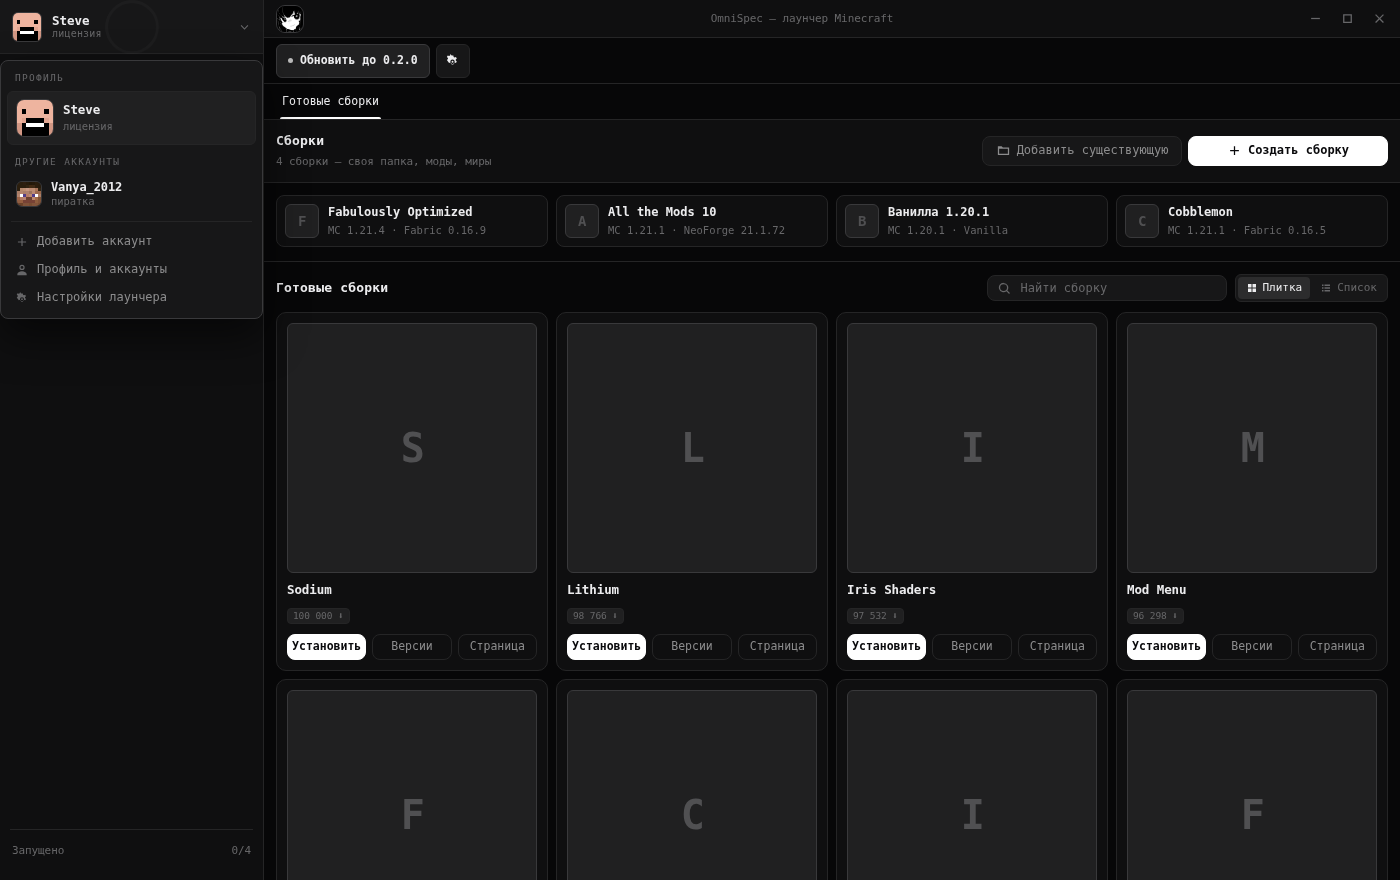 Steve
лицензия
OmniSpec — лаунчер Minecraft
Обновить до 0.2.0
ПРОФИЛЬ
Steve
лицензия
ДРУГИЕ АККАУНТЫ
Vanya_2012
пиратка
Добавить аккаунт
Профиль и аккаунты
Настройки лаунчера
Запущено 0/4
Готовые сборки
Сборки
4 сборки — своя папка, моды, миры
Добавить существующую
+ Создать сборку
F
Fabulously Optimized
MC 1.21.4 · Fabric 0.16.9
A
All the Mods 10
MC 1.21.1 · NeoForge 21.1.72
B
Ванилла 1.20.1
MC 1.20.1 · Vanilla
C
Cobblemon
MC 1.21.1 · Fabric 0.16.5
Готовые сборки
Найти сборку
Плитка
Список
S
Sodium
100 000 ⬇
Установить Версии Страница
L
Lithium
98 766 ⬇
Установить Версии Страница
I
Iris Shaders
97 532 ⬇
Установить Версии Страница
M
Mod Menu
96 298 ⬇
Установить Версии Страница
F
C
I
F